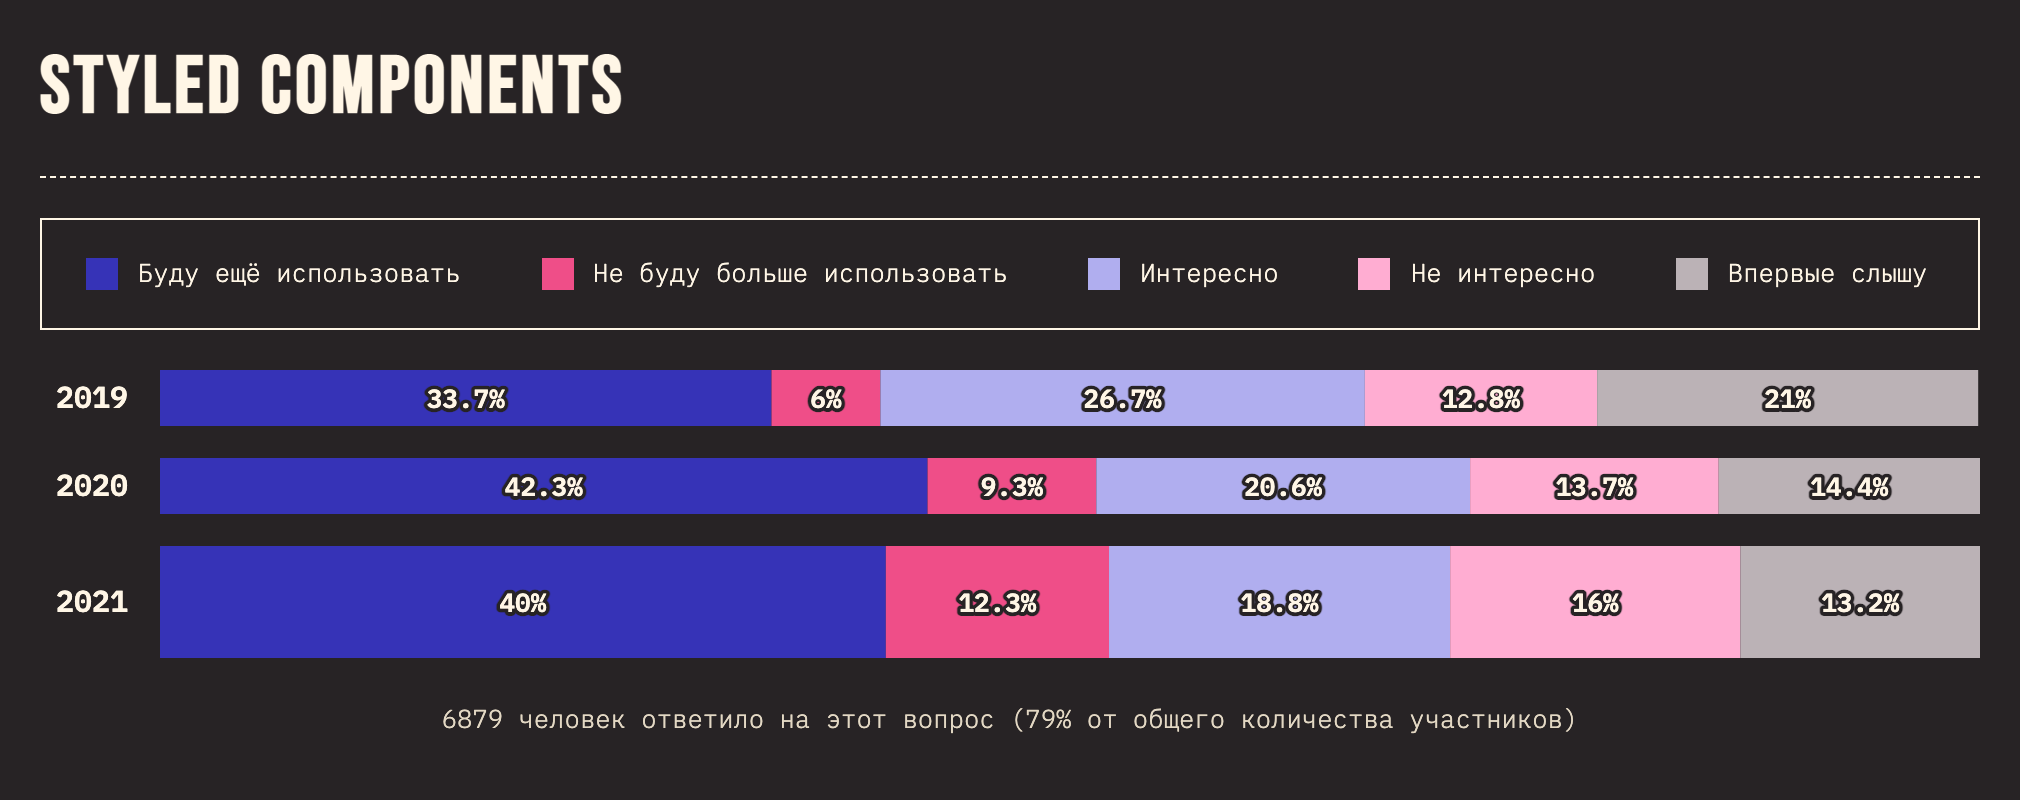 STYLED COMPONENTS
Буду ещё использовать Не буду больше использовать Интересно Не интересно Впервые слышу
2019 33.7% 6% 26.7% 12.8% 21%
2020 42.3% 9.3% 20.6% 13.7% 14.4%
2021 40% 12.3% 18.8% 16% 13.2%
6879 человек ответило на этот вопрос (79% от общего количества участников)